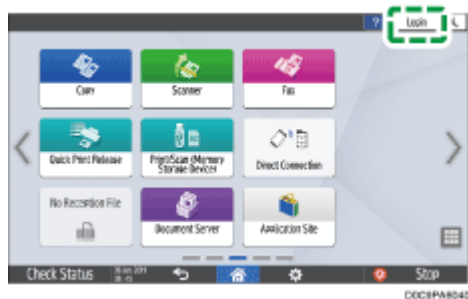 ?
Login
Copy
Scanner
Fax
Quick Print Release
Print/Scan (Memory
Storage Device)
Direct Connection
No Reception File
Document Server
Application Site
Check Status
Stop